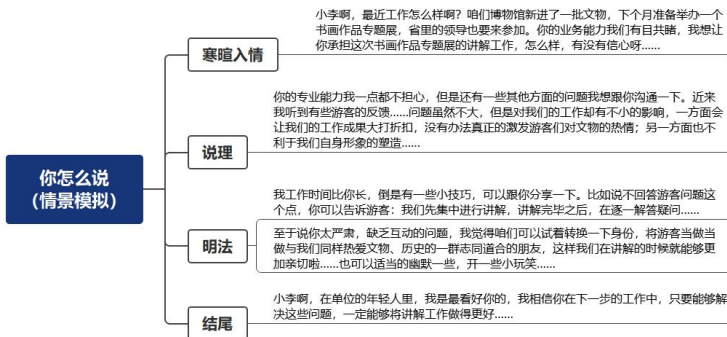 你怎么说
（情景模拟）
寒暄入情
小李啊，最近工作怎么样啊？咱们博物馆新进了一批文物，下个月准备举办一个
书画作品专题展，省里的领导也要来参加。你的业务能力我们有目共睹，我想让
你承担这次书画作品专题展的讲解工作，怎么样，有没有信心呀......
说理
你的专业能力我一点都不担心，但是还有一些其他方面的问题我想跟你沟通一下。近来
我听到有些游客的反馈......问题虽然不大，但是对我们的工作却有不小的影响，一方面会
让我们的工作成果大打折扣，没有办法真正的激发游客们对文物的热情；另一方面也不
利于我们自身形象的塑造......
明法
我工作时间比你长，倒是有一些小技巧，可以跟你分享一下。比如说不回答游客问题这
个点，你可以告诉游客：我们先集中进行讲解，讲解完毕之后，在逐一解答疑问......
至于说你太严肃，缺乏互动的问题，我觉得咱们可以试着转换一下身份，将游客当做当
做与我们同样热爱文物、历史的一群志同道合的朋友，这样我们在讲解的时候就能够更
加亲切啦......也可以适当的幽默一些，开一些小玩笑......
结尾
小李啊，在单位的年轻人里，我是最看好你的，我相信你在下一步的工作中，只要能够解
决这些问题，一定能够将讲解工作做得更好......